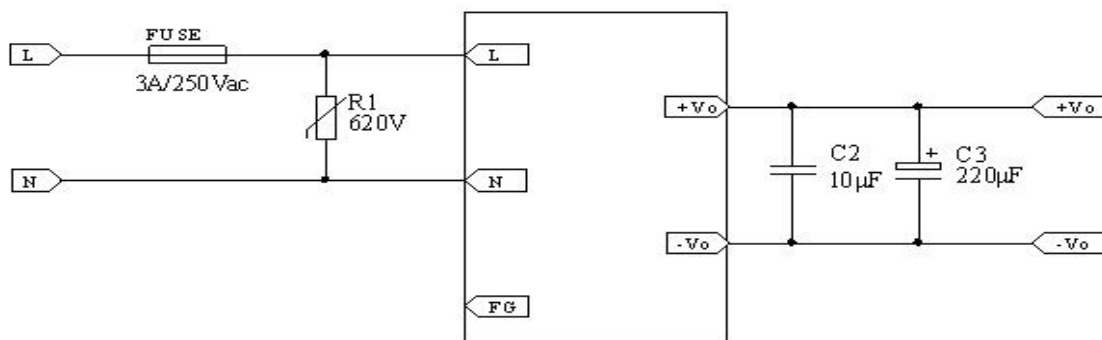 FUSE
L
L
3A/250Vac
R1
620V
+Vo
+Vo
C2
10µF
+
C3
220µF
N
N
-Vo
-Vo
FG